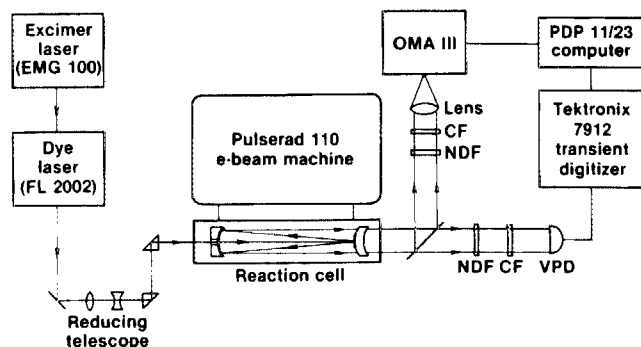 Excimer
laser
(EMG 100)
Dye
laser
(FL 2002)
Reducing
telescope
Pulserad 110
e-beam machine
Reaction cell
OMA III
Lens
CF
NDF
PDP 11/23
computer
Tektronix
7912
transient
digitizer
NDF CF VPD